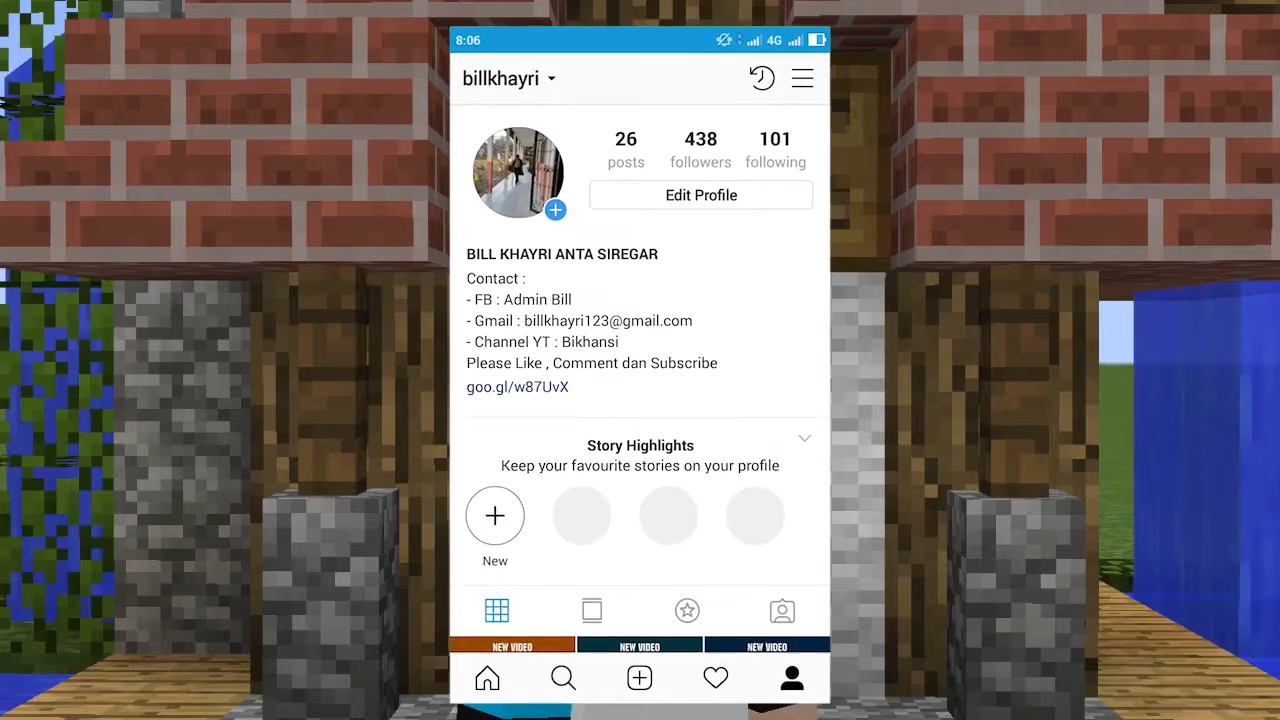 8:06
4G
billkhayri
26 438 101
posts followers following
Edit Profile
BILL KHAYRI ANTA SIREGAR
Contact :
- FB : Admin Bill
- Gmail : billkhayri123@gmail.com
- Channel YT : Bikhansi
Please Like , Comment dan Subscribe
goo.gl/w87UvX
Story Highlights
Keep your favourite stories on your profile
New
NEW VIDEO NEW VIDEO NEW VIDEO